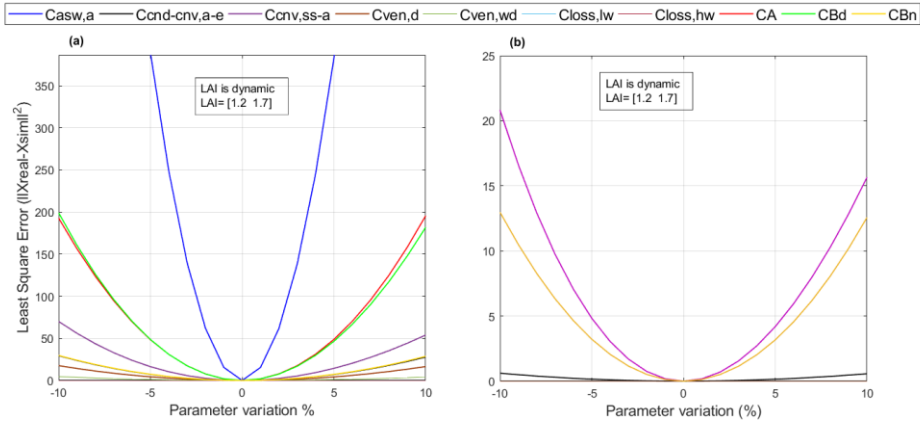 Casw,a Ccnd-cnv,a-e Ccnv,ss-a Cven,d Cven,wd Closs,lw Closs,hw CA CBd CBn
(a)
LAI is dynamic
LAI= [1.2 1.7]
Least Square Error (||Xreal-Xsim||²)
350
300
250
200
150
100
50
0
-10 -5 0 5 10
Parameter variation %
(b)
LAI is dynamic
LAI= [1.2 1.7]
25
20
15
10
5
0
-10 -5 0 5 10
Parameter variation (%)